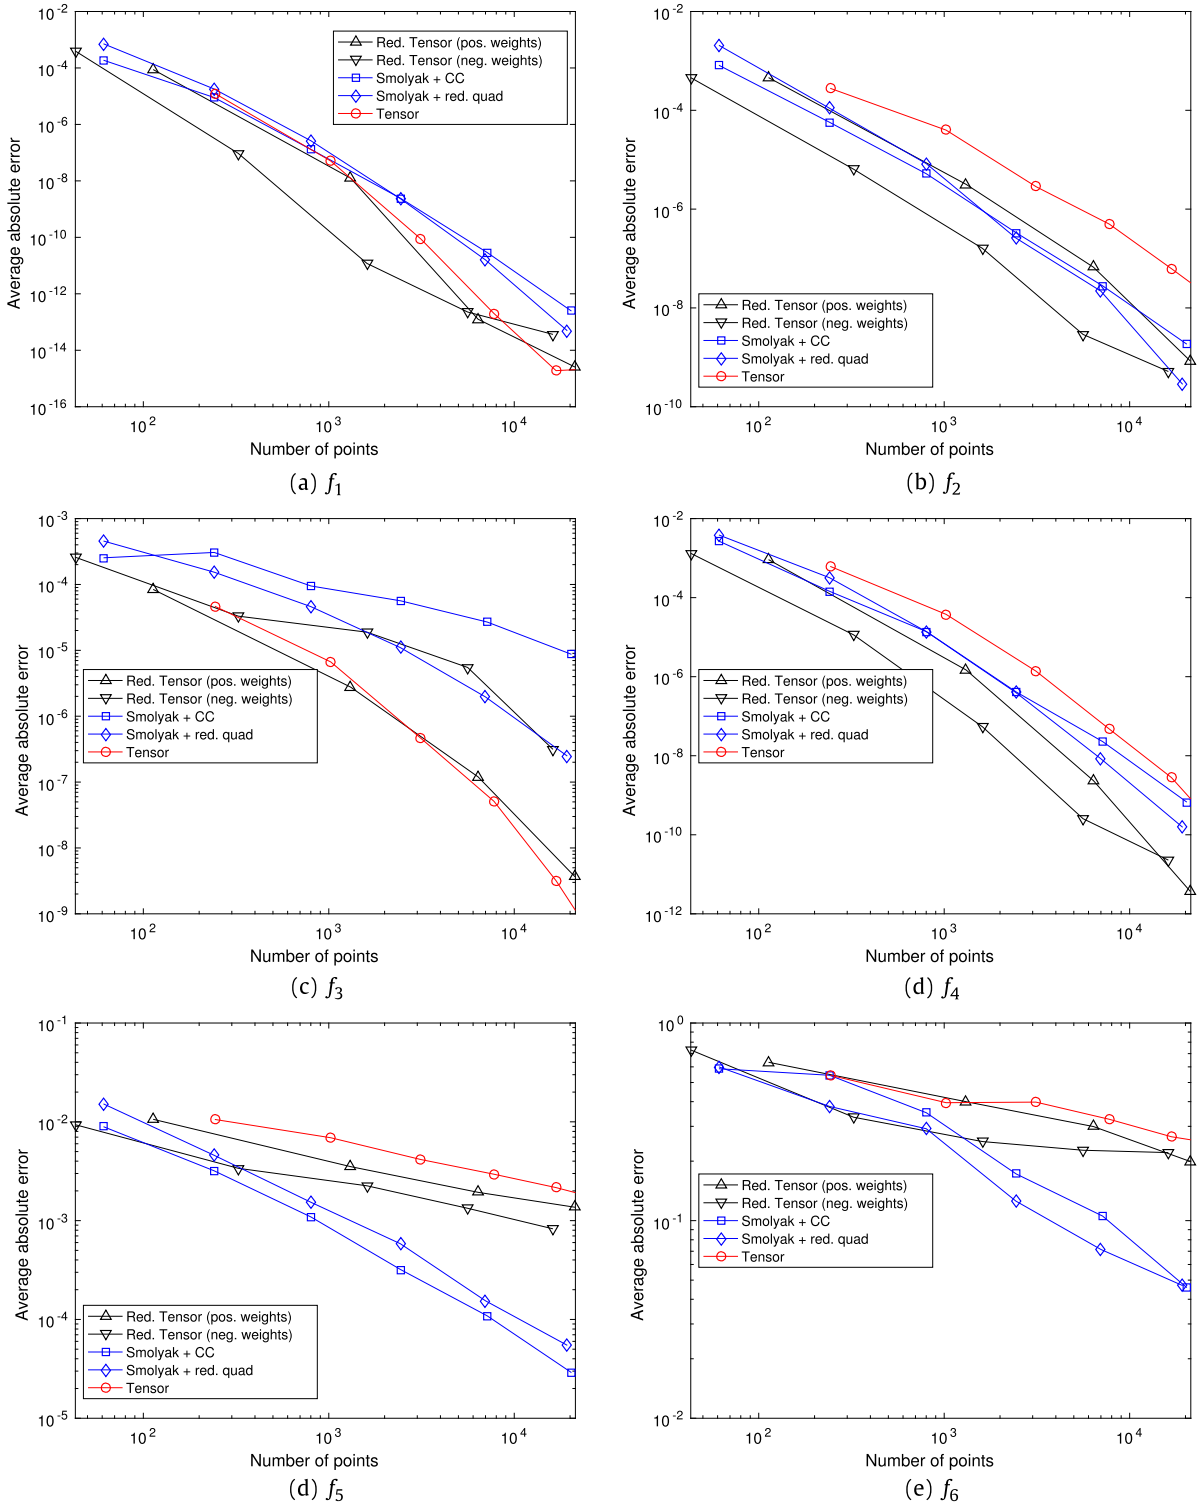 10^-2
10^-4
10^-6
10^-8
10^-10
10^-12
10^-14
10^-16
Average absolute error
Red. Tensor (pos. weights)
Red. Tensor (neg. weights)
Smolyak + CC
Smolyak + red. quad
Tensor
10^2
10^3
10^4
Number of points
(a) f1
10^-2
10^-4
10^-6
10^-8
10^-10
Average absolute error
Red. Tensor (pos. weights)
Red. Tensor (neg. weights)
Smolyak + CC
Smolyak + red. quad
Tensor
10^2
10^3
10^4
Number of points
(b) f2
10^-3
10^-4
10^-5
10^-6
10^-7
10^-8
10^-9
Average absolute error
Red. Tensor (pos. weights)
Red. Tensor (neg. weights)
Smolyak + CC
Smolyak + red. quad
Tensor
10^2
10^3
10^4
Number of points
(c) f3
10^-2
10^-4
10^-6
10^-8
10^-10
10^-12
Average absolute error
Red. Tensor (pos. weights)
Red. Tensor (neg. weights)
Smolyak + CC
Smolyak + red. quad
Tensor
10^2
10^3
10^4
Number of points
(d) f4
10^-1
10^-2
10^-3
10^-4
10^-5
Average absolute error
Red. Tensor (pos. weights)
Red. Tensor (neg. weights)
Smolyak + CC
Smolyak + red. quad
Tensor
10^2
10^3
10^4
Number of points
(d) f5
10^0
10^-1
10^-2
Average absolute error
Red. Tensor (pos. weights)
Red. Tensor (neg. weights)
Smolyak + CC
Smolyak + red. quad
Tensor
10^2
10^3
10^4
Number of points
(e) f6